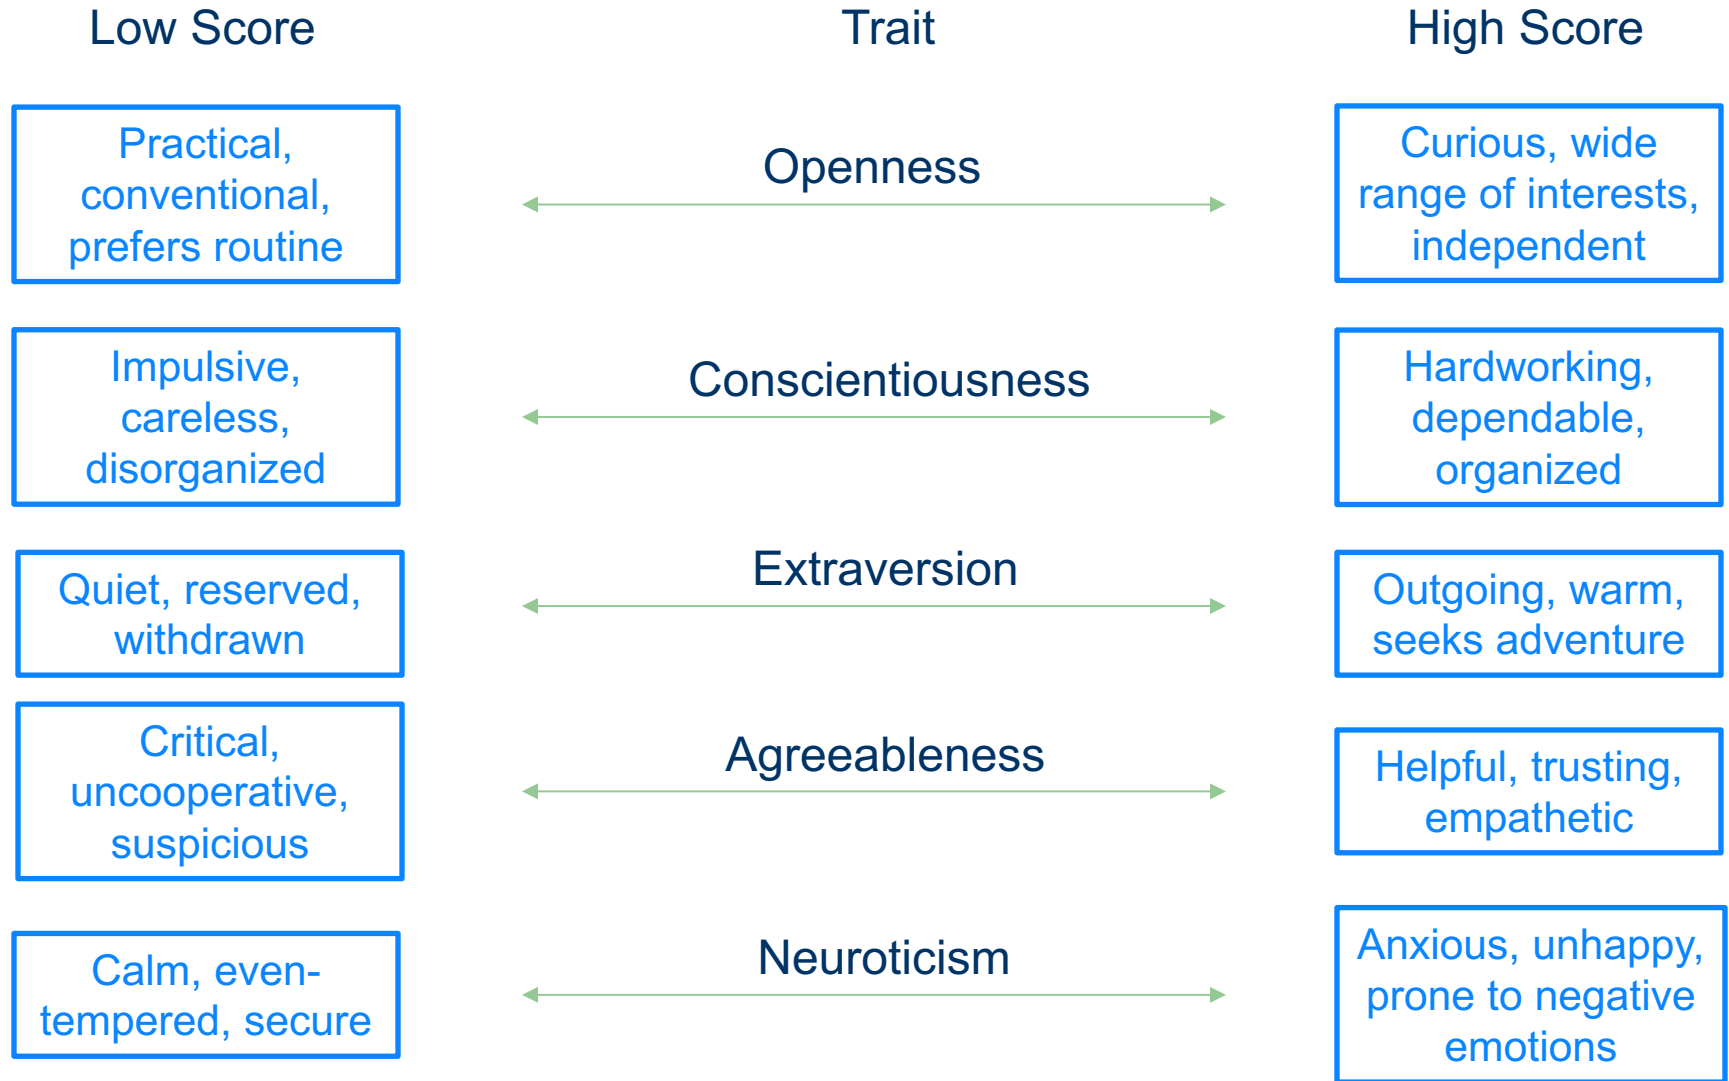 Low Score
Trait
High Score
Practical,
conventional,
prefers routine
Openness
Curious, wide
range of interests,
independent
Impulsive,
careless,
disorganized
Conscientiousness
Hardworking,
dependable,
organized
Quiet, reserved,
withdrawn
Extraversion
Outgoing, warm,
seeks adventure
Critical,
uncooperative,
suspicious
Agreeableness
Helpful, trusting,
empathetic
Calm, even-
tempered, secure
Neuroticism
Anxious, unhappy,
prone to negative
emotions